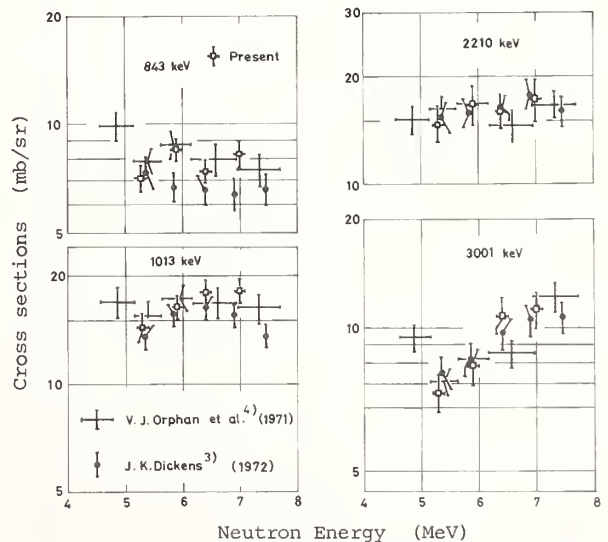 20
10
5
843 keV
Present
30
20
10
2210 keV
Cross sections (mb/sr)
20
10
5
1013 keV
V. J. Orphan et al.4) (1971)
J. K. Dickens3) (1972)
4 5 6 7 8
20
10
5
3001 keV
4 5 6 7 8
Neutron Energy (MeV)